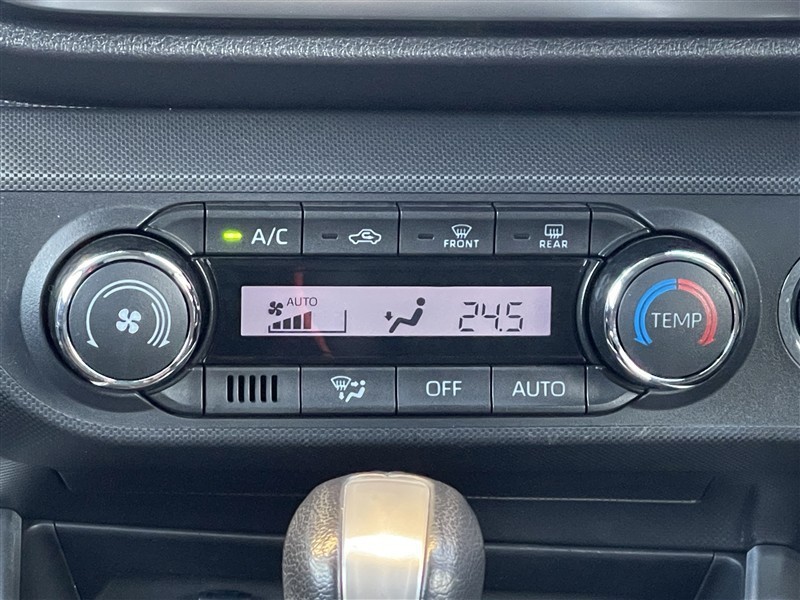 A/C
FRONT
REAR
AUTO
24.5
TEMP
OFF
AUTO